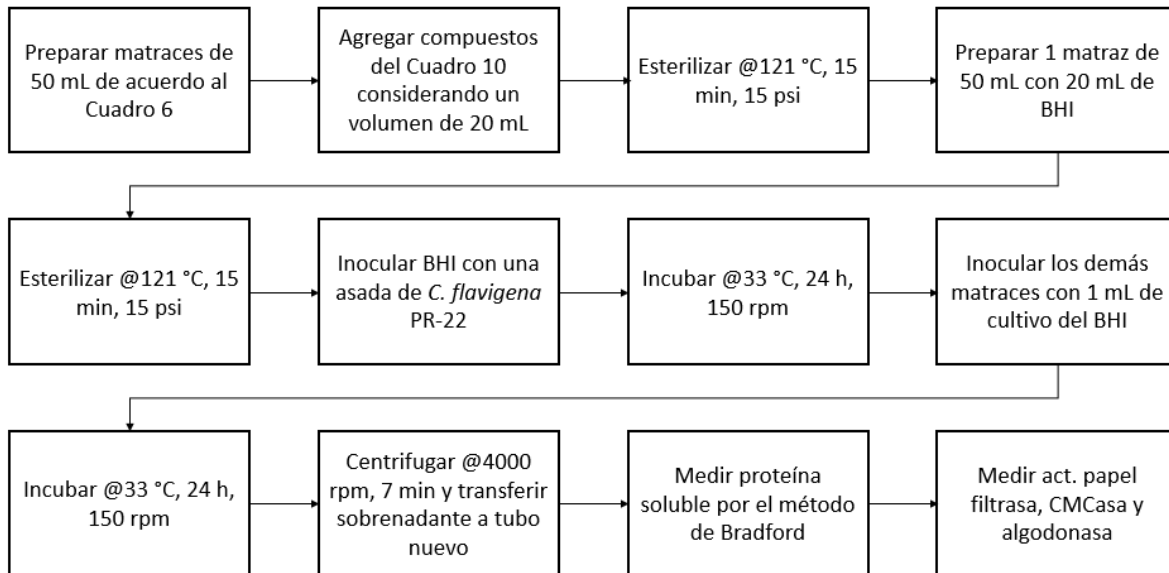 Preparar matraces de
50 mL de acuerdo al
Cuadro 6
Agregar compuestos
del Cuadro 10
considerando un
volumen de 20 mL
Esterilizar @121 °C, 15
min, 15 psi
Preparar 1 matraz de
50 mL con 20 mL de
BHI
Esterilizar @121 °C, 15
min, 15 psi
Inocular BHI con una
asada de C. flavigena
PR-22
Incubar @33 °C, 24 h,
150 rpm
Inocular los demás
matraces con 1 mL de
cultivo del BHI
Incubar @33 °C, 24 h,
150 rpm
Centrifugar @4000
rpm, 7 min y transferir
sobrenadante a tubo
nuevo
Medir proteína
soluble por el método
de Bradford
Medir act. papel
filtrasa, CMCasa y
algodonasa